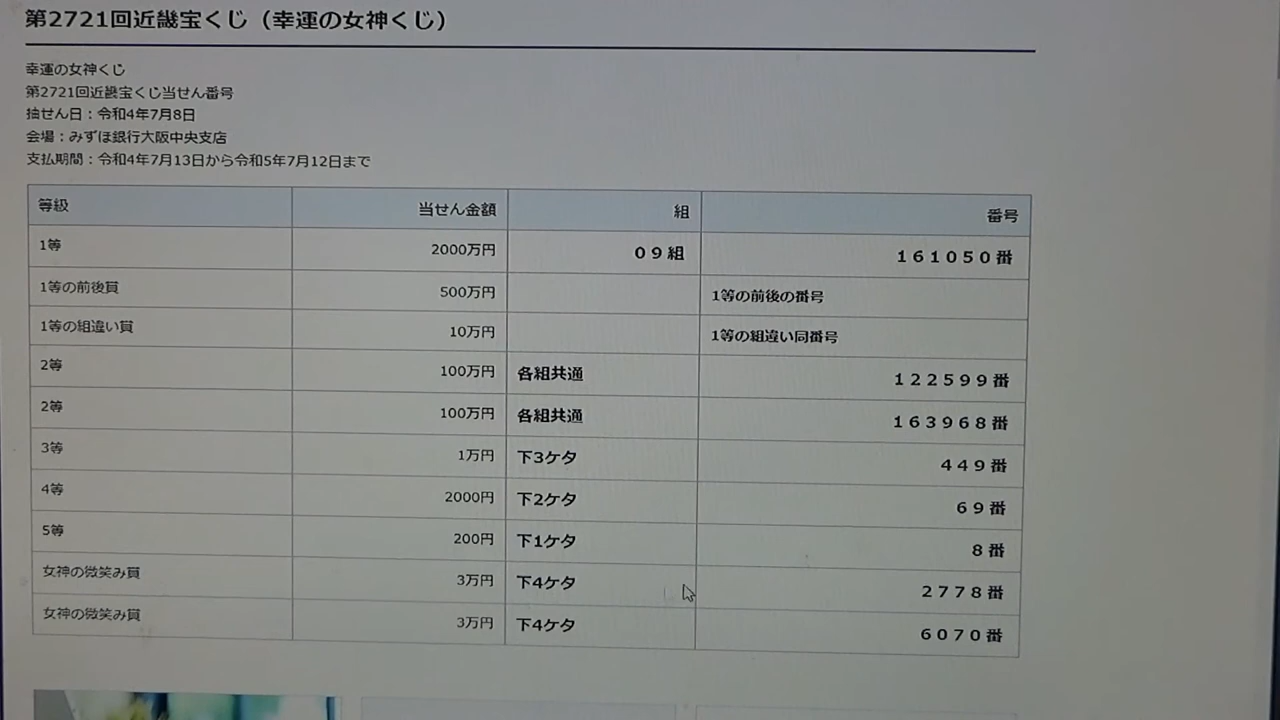 第2721回近畿宝くじ（幸運の女神くじ）
幸運の女神くじ
第2721回近畿宝くじ当せん番号
抽せん日：令和4年7月8日
会場：みずほ銀行大阪中央支店
支払期間：令和4年7月13日から令和5年7月12日まで
等級 当せん金額 組 番号
1等 2000万円 09組 161050番
1等の前後賞 500万円 1等の前後の番号
1等の組違い賞 10万円 1等の組違い同番号
2等 100万円 各組共通 122599番
2等 100万円 各組共通 163968番
3等 1万円 下3ケタ 449番
4等 2000円 下2ケタ 69番
5等 200円 下1ケタ 8番
女神の微笑み賞 3万円 下4ケタ 2778番
女神の微笑み賞 3万円 下4ケタ 6070番